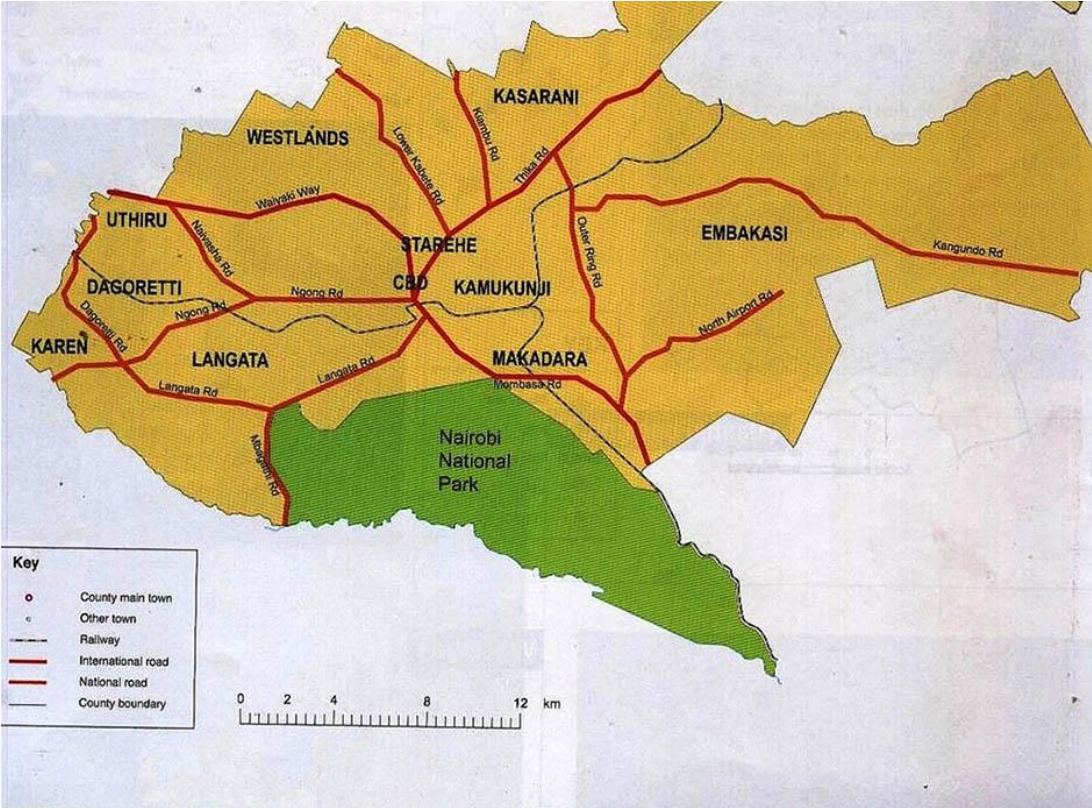 KASARANI
WESTLANDS
Lower Kabete Rd
Kiambu Rd
Thika Rd
Waiyaki Way
UTHIRU
Naivasha Rd
STAREHE
Outer Ring Rd
EMBAKASI
Kangundo Rd
DAGORETTI
CBD
KAMUKUNJI
Ngong Rd
Ngong Rd
North Airport Rd
Dagoretti Rd
KAREN
LANGATA
MAKADARA
Langata Rd
Langata Rd
Mombasa Rd
Mbagathi Rd
Nairobi
National
Park
Key
County main town
Other town
Railway
International road
National road
County boundary
0 2 4 8 12 km